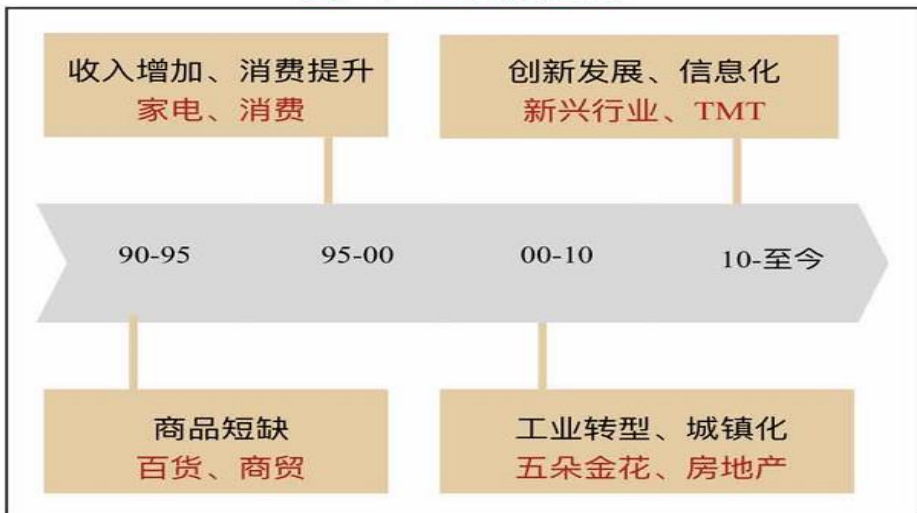 收入增加、消费提升
家电、消费
创新发展、信息化
新兴行业、TMT
90-95
95-00
00-10
10-至今
商品短缺
百货、商贸
工业转型、城镇化
五朵金花、房地产